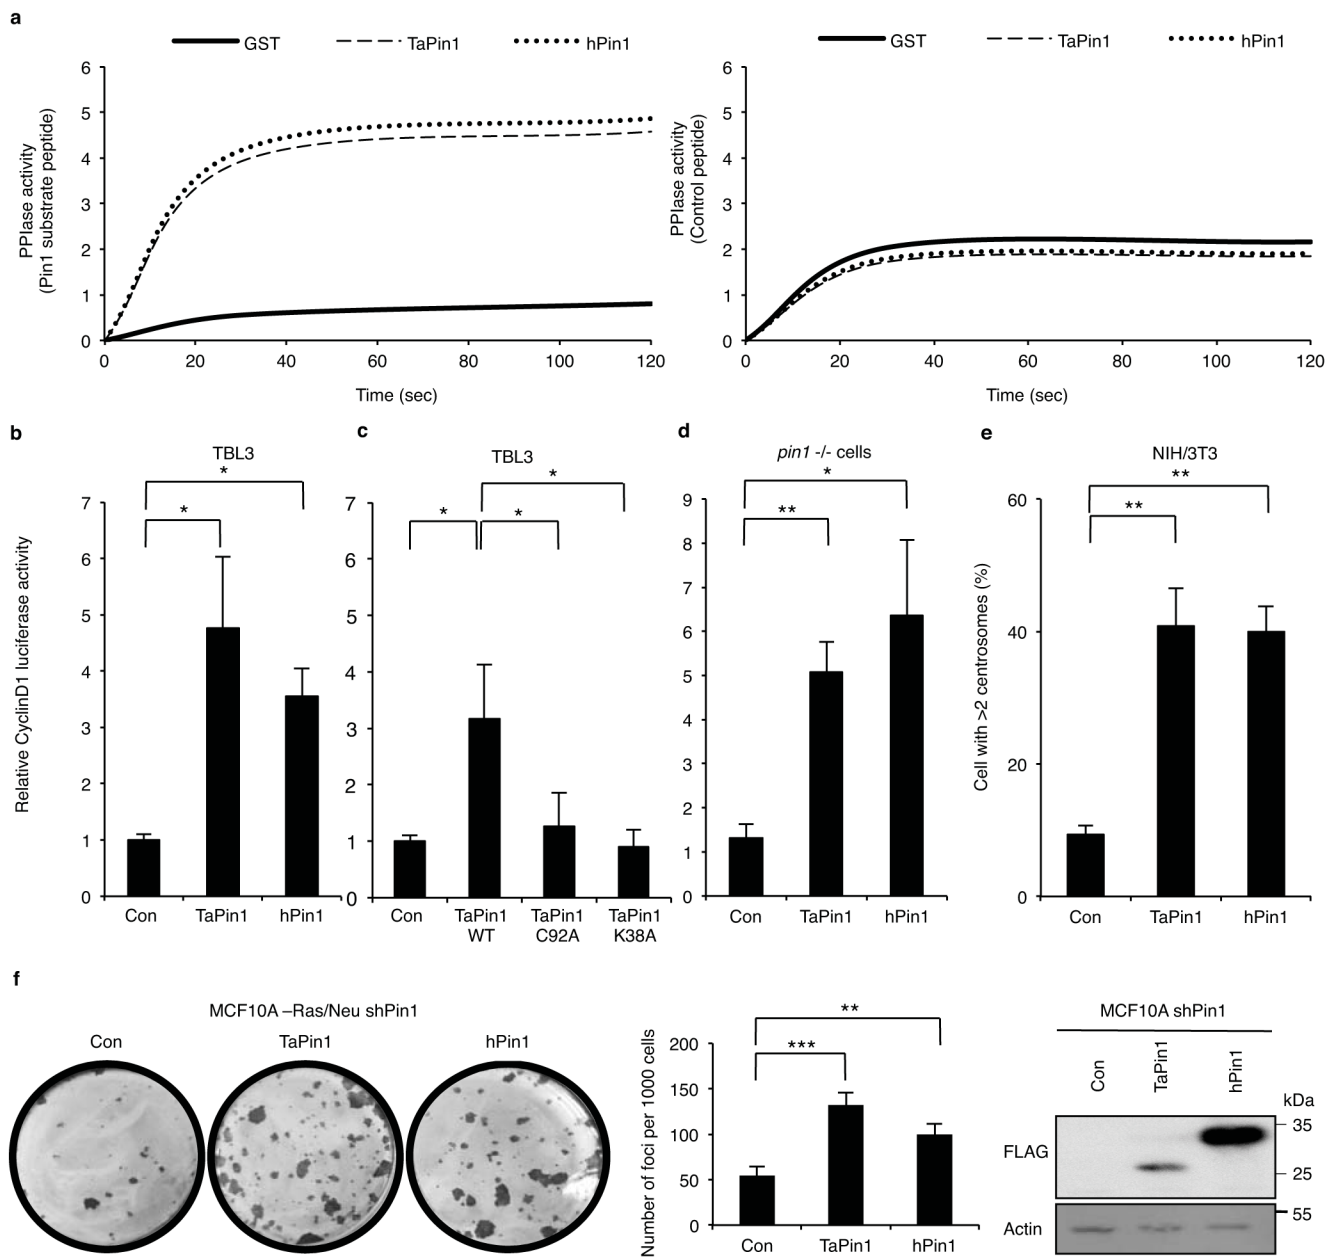 a
GST TaPin1 hPin1
PPIase activity
(Pin1 substrate peptide)
6
5
4
3
2
1
0
0 20 40 60 80 100 120
Time (sec)
GST TaPin1 hPin1
PPIase activity
(Control peptide)
6
5
4
3
2
1
0
0 20 40 60 80 100 120
Time (sec)
b
TBL3
*
*
Relative CyclinD1 luciferase activity
7
6
5
4
3
2
1
0
Con TaPin1 hPin1
c
TBL3
*
* *
7
6
5
4
3
2
1
0
Con TaPin1 TaPin1 TaPin1
WT C92A K38A
d
pin1 -/- cells
*
**
9
8
7
6
5
4
3
2
1
0
Con TaPin1 hPin1
e
NIH/3T3
**
**
Cell with >2 centrosomes (%)
60
40
20
0
Con TaPin1 hPin1
f
MCF10A –Ras/Neu shPin1
Con TaPin1 hPin1
**
***
Number of foci per 1000 cells
200
150
100
50
0
Con TaPin1 hPin1
MCF10A shPin1
Con TaPin1 hPin1
kDa
35
FLAG
25
55
Actin